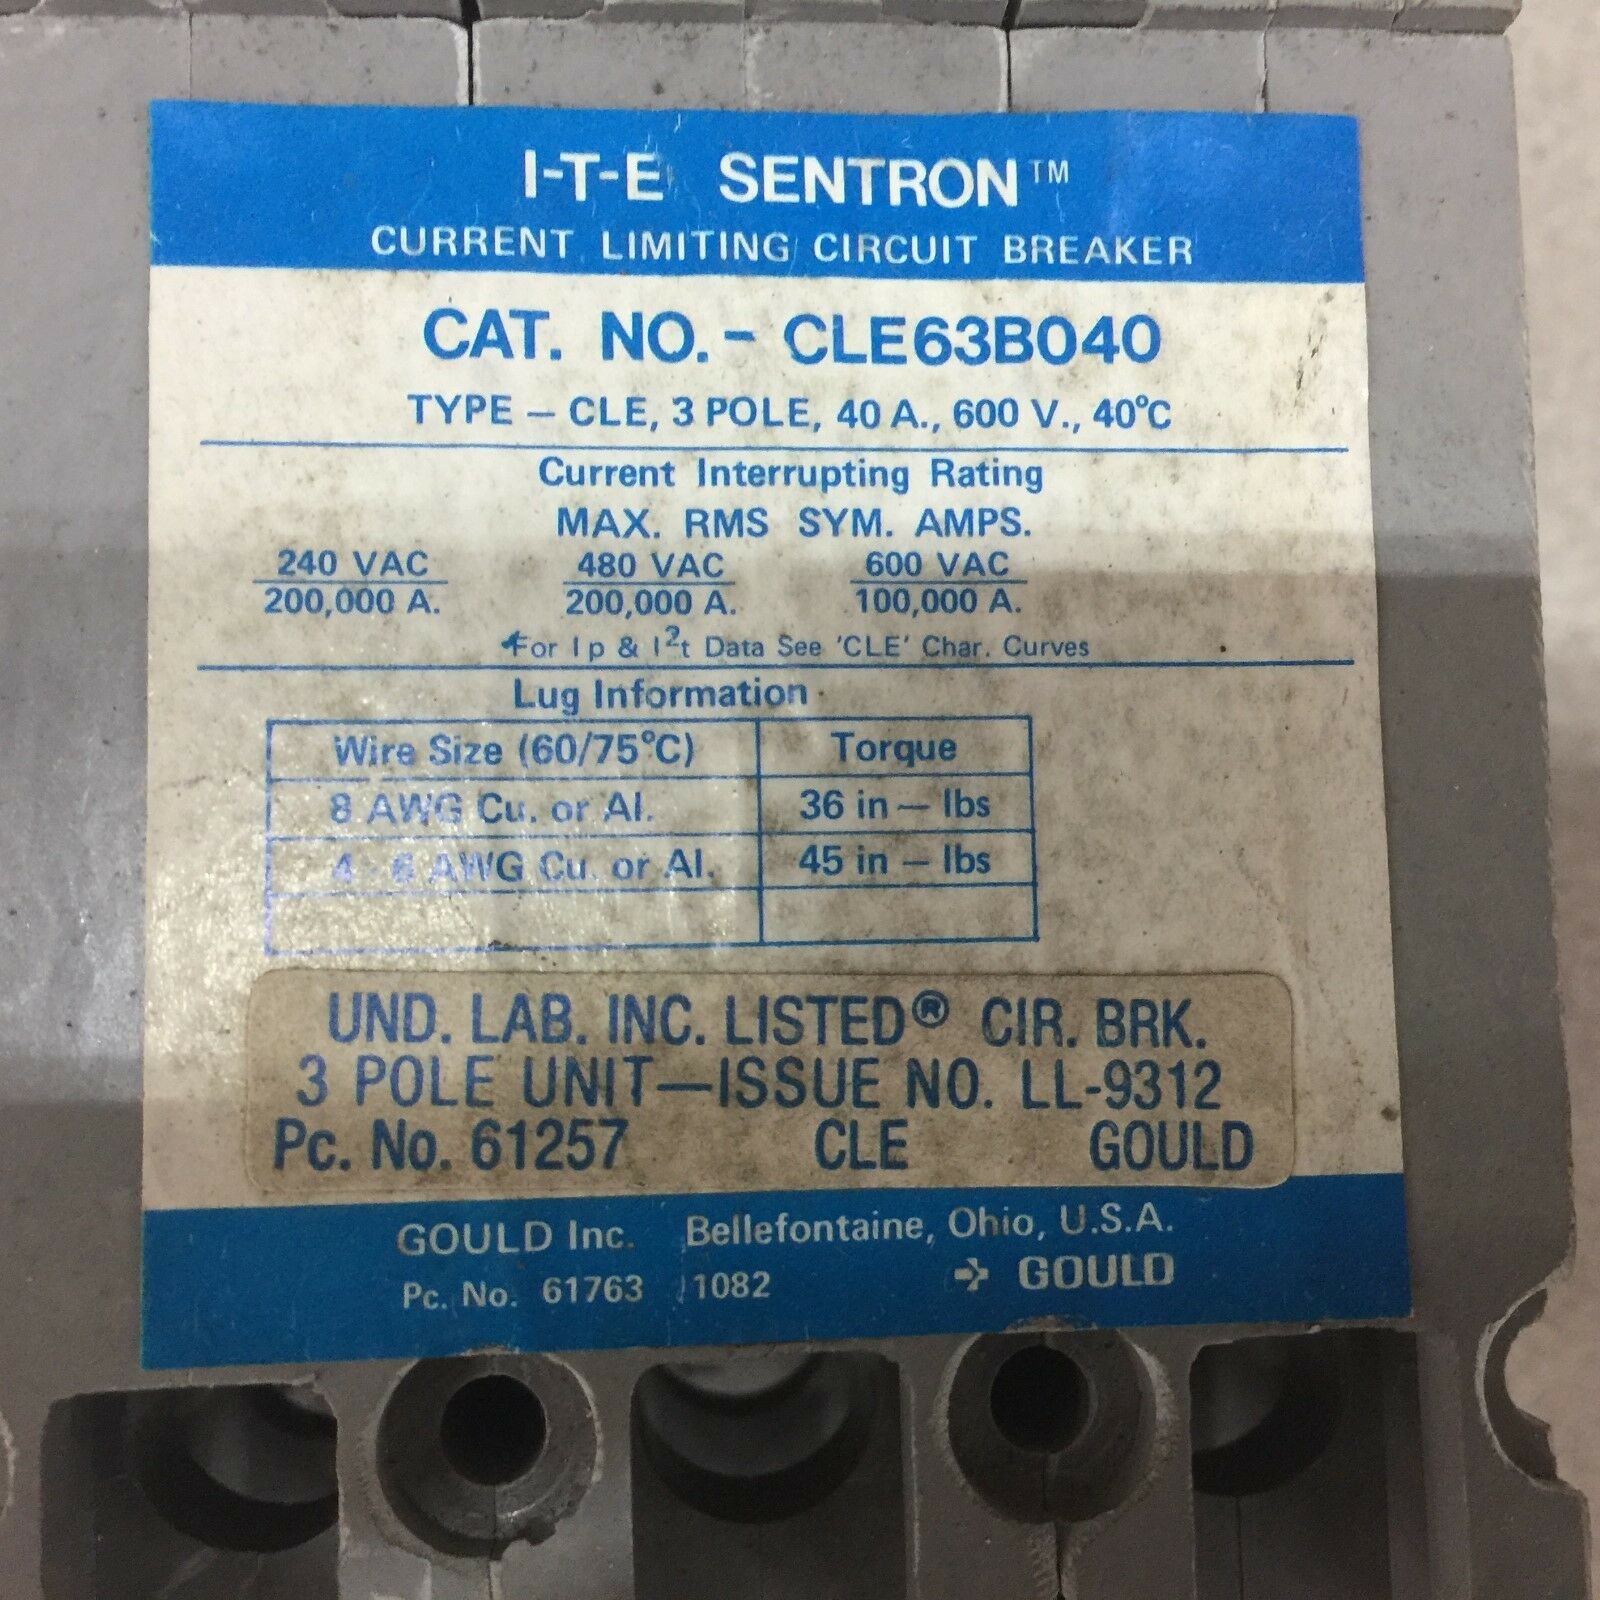 I-T-E SENTRON™
CURRENT LIMITING CIRCUIT BREAKER
CAT. NO. - CLE63B040
TYPE — CLE, 3 POLE, 40 A., 600 V., 40°C
Current Interrupting Rating
MAX. RMS SYM. AMPS.
240 VAC 480 VAC 600 VAC
200,000 A. 200,000 A. 100,000 A.
For Ip & I²t Data See 'CLE' Char. Curves
Lug Information
Wire Size (60/75°C) Torque
8 AWG Cu. or Al. 36 in — lbs
4 - 6 AWG Cu. or Al. 45 in — lbs
UND. LAB. INC. LISTED® CIR. BRK.
3 POLE UNIT—ISSUE NO. LL-9312
Pc. No. 61257 CLE GOULD
GOULD Inc. Bellefontaine, Ohio, U.S.A.
Pc. No. 61763 1082 GOULD